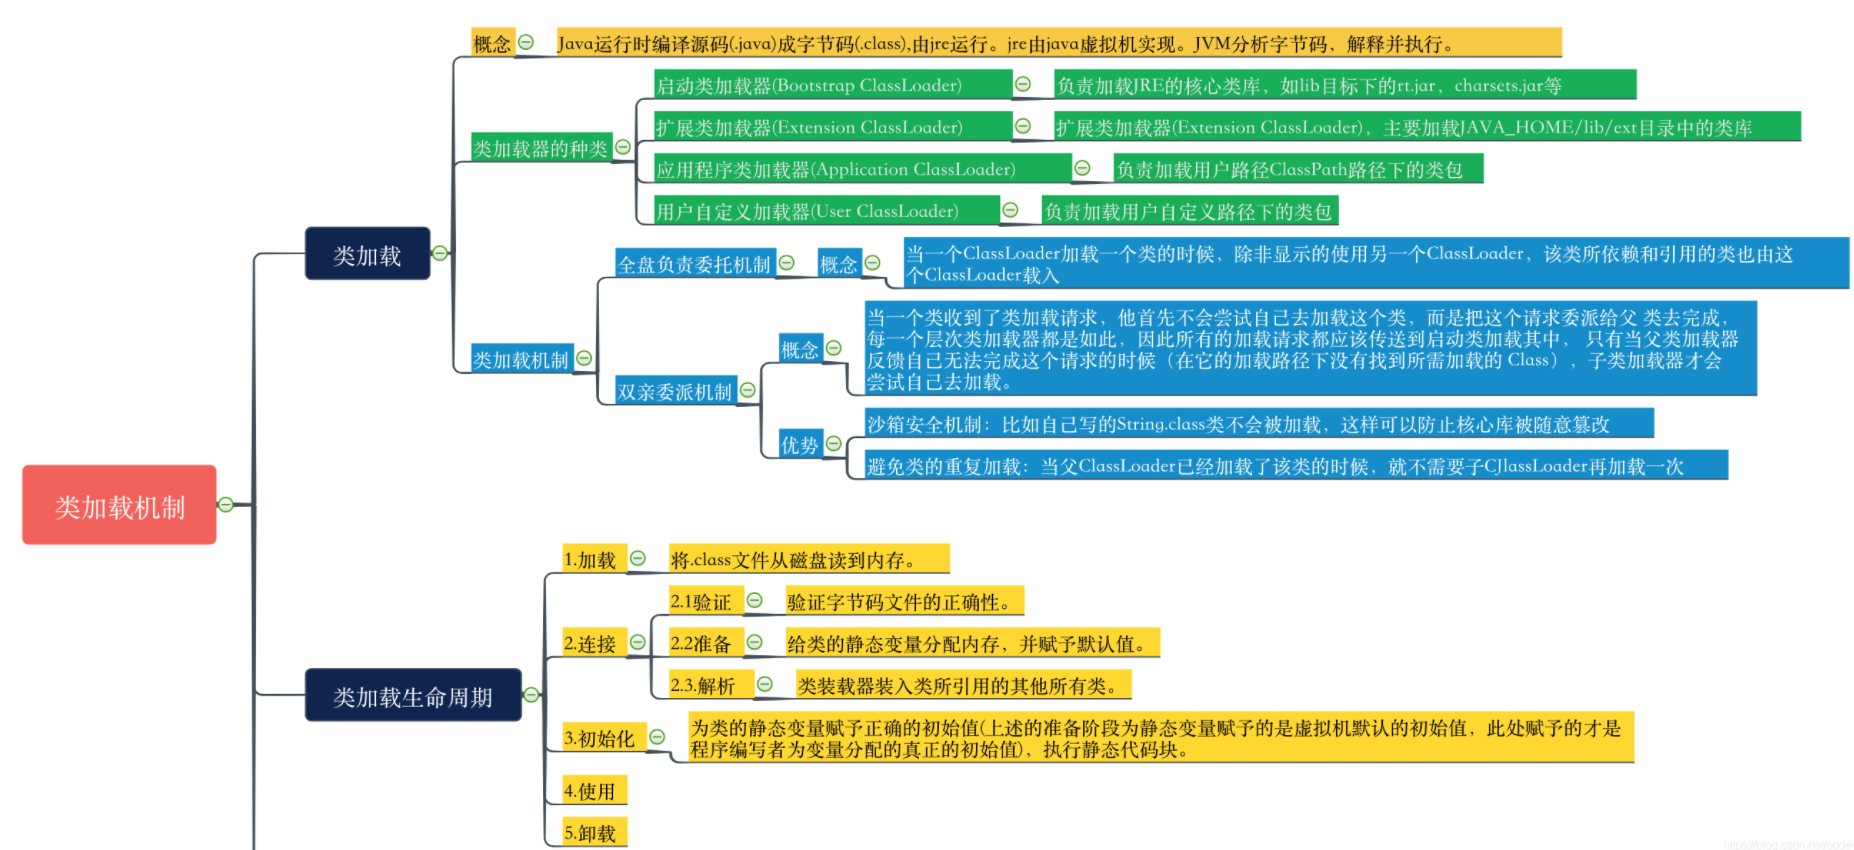 类加载机制
类加载
概念
Java运行时编译源码(.java)成字节码(.class),由jre运行。jre由java虚拟机实现。JVM分析字节码，解释并执行。
类加载器的种类
启动类加载器(Bootstrap ClassLoader)
负责加载JRE的核心类库，如lib目标下的rt.jar，charsets.jar等
扩展类加载器(Extension ClassLoader)
扩展类加载器(Extension ClassLoader)，主要加载JAVA_HOME/lib/ext目录中的类库
应用程序类加载器(Application ClassLoader)
负责加载用户路径ClassPath路径下的类包
用户自定义加载器(User ClassLoader)
负责加载用户自定义路径下的类包
类加载机制
全盘负责委托机制
概念
当一个ClassLoader加载一个类的时候，除非显示的使用另一个ClassLoader，该类所依赖和引用的类也由这
个ClassLoader载入
双亲委派机制
概念
当一个类收到了类加载请求，他首先不会尝试自己去加载这个类，而是把这个请求委派给父 类去完成，
每一个层次类加载器都是如此，因此所有的加载请求都应该传送到启动类加载其中， 只有当父类加载器
反馈自己无法完成这个请求的时候（在它的加载路径下没有找到所需加载的 Class），子类加载器才会
尝试自己去加载。
优势
沙箱安全机制：比如自己写的String.class类不会被加载，这样可以防止核心库被随意篡改
避免类的重复加载：当父ClassLoader已经加载了该类的时候，就不需要子CJlassLoader再加载一次
类加载生命周期
1.加载
将.class文件从磁盘读到内存。
2.连接
2.1验证
验证字节码文件的正确性。
2.2准备
给类的静态变量分配内存，并赋予默认值。
2.3.解析
类装载器装入类所引用的其他所有类。
3.初始化
为类的静态变量赋予正确的初始值(上述的准备阶段为静态变量赋予的是虚拟机默认的初始值，此处赋予的才是
程序编写者为变量分配的真正的初始值)，执行静态代码块。
4.使用
5.卸载